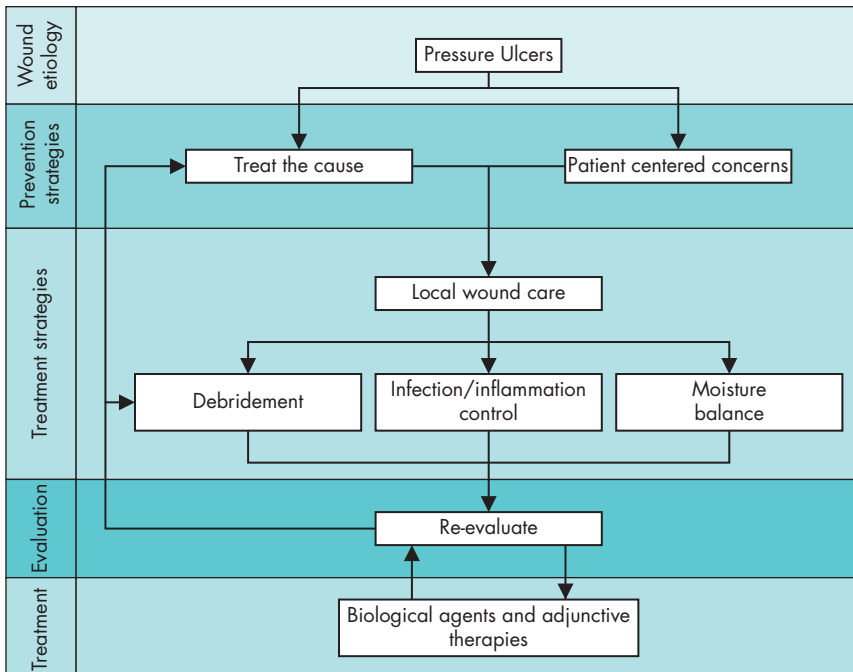 Wound
etiology
Pressure Ulcers
Prevention
strategies
Treat the cause
Patient centered concerns
Treatment strategies
Local wound care
Debridement
Infection/inflammation
control
Moisture
balance
Evaluation
Re-evaluate
Treatment
Biological agents and adjunctive
therapies